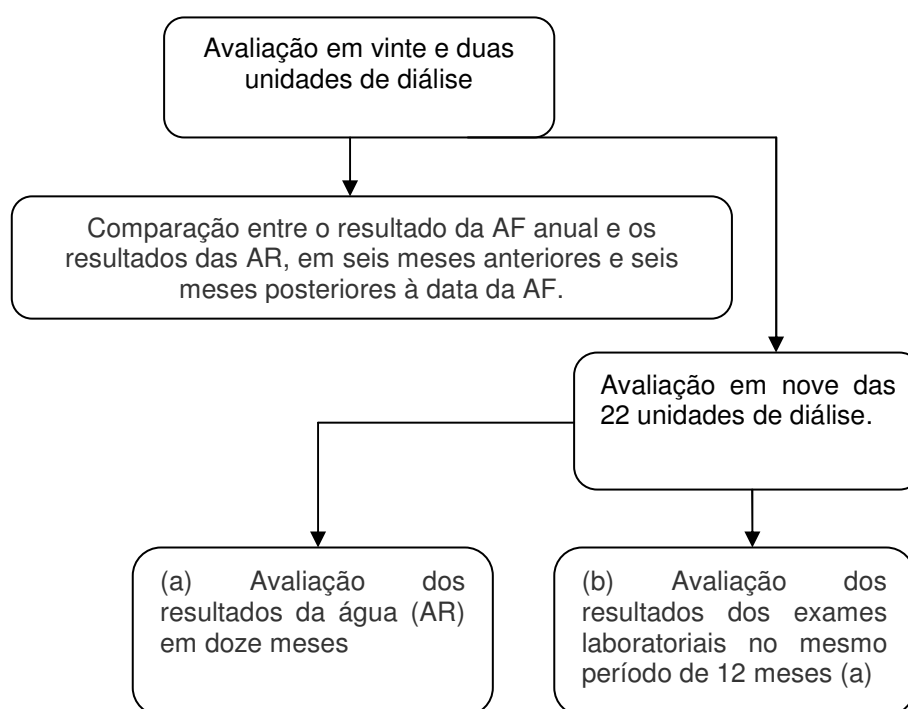 Avaliação em vinte e duas
unidades de diálise
Comparação entre o resultado da AF anual e os
resultados das AR, em seis meses anteriores e seis
meses posteriores à data da AF.
Avaliação em nove das
22 unidades de diálise.
(a) Avaliação dos
resultados da água (AR)
em doze meses
(b) Avaliação dos
resultados dos exames
laboratoriais no mesmo
período de 12 meses (a)